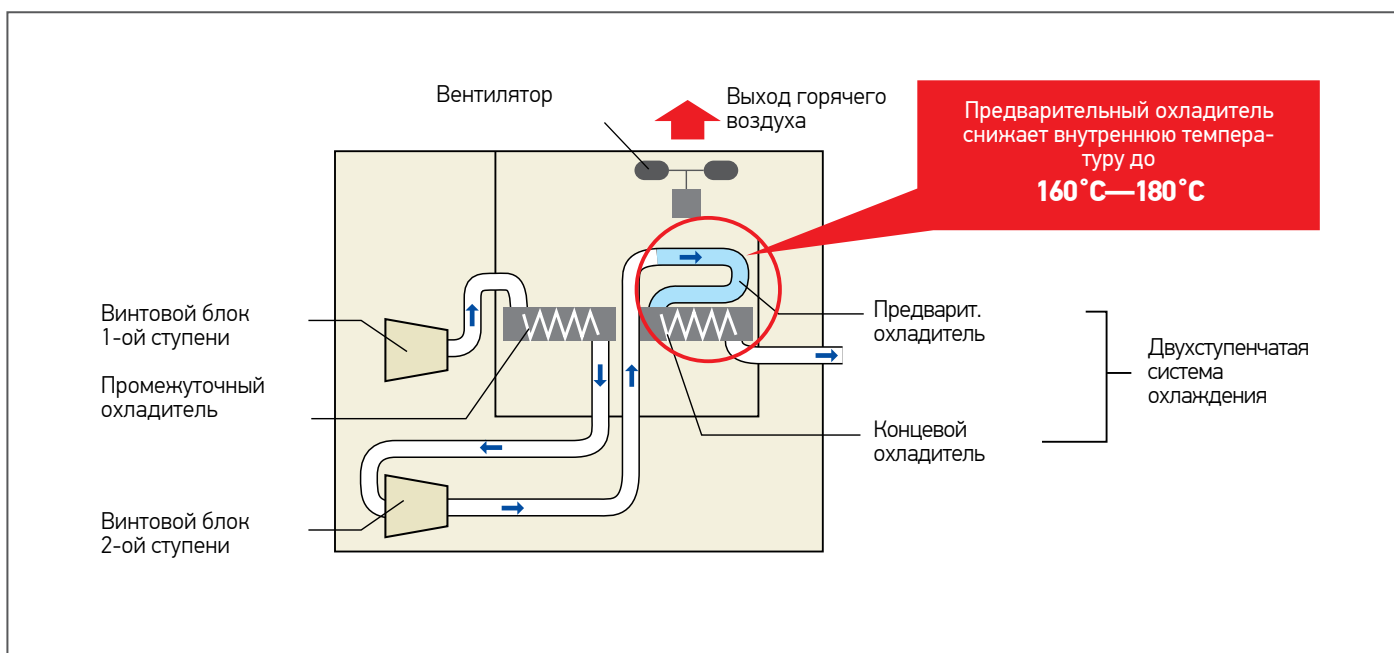 Вентилятор
Выход горячего
воздуха
Предварительный охладитель
снижает внутреннюю темпера-
туру до
160˚C—180˚C
Винтовой блок
1-ой ступени
Промежуточный
охладитель
Винтовой блок
2-ой ступени
Предварит.
охладитель
Концевой
охладитель
Двухступенчатая
система
охлаждения